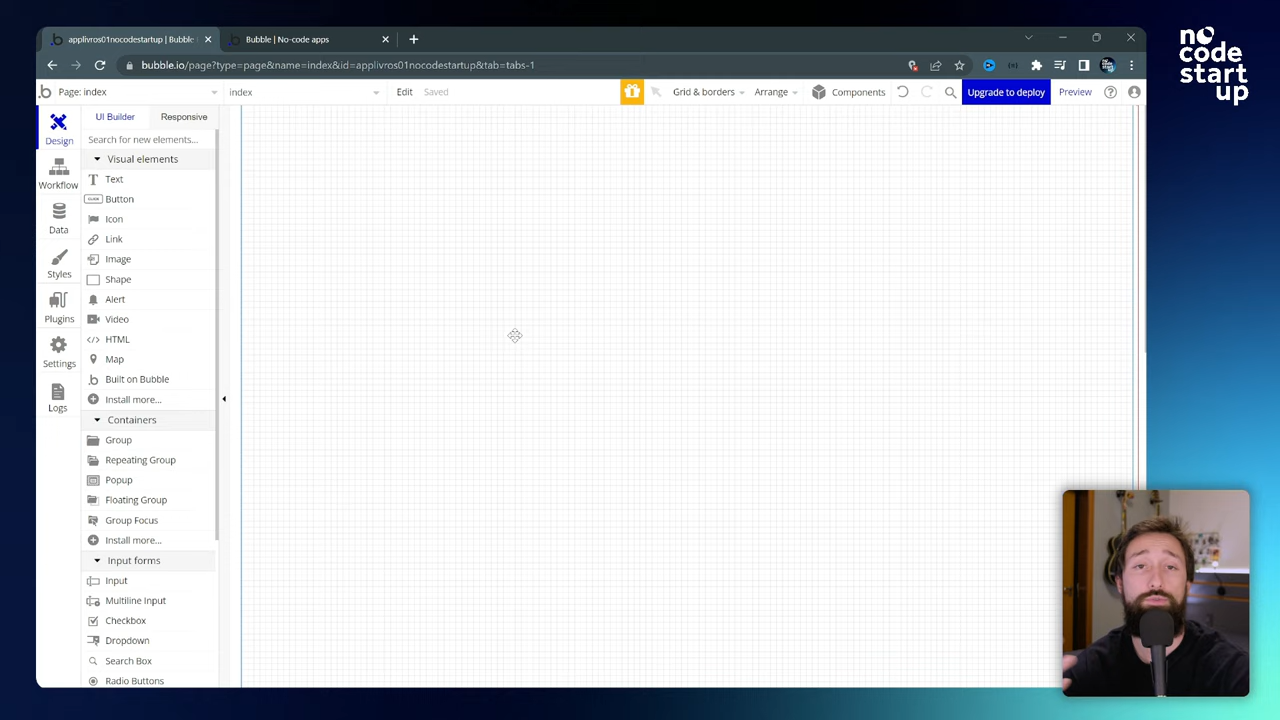 applivros01nocodestartup | Bubble
Bubble | No-code apps
bubble.io/page?type=page&name=index&id=applivros01nocodestartup&tab=tabs-1
no
code
start
up
Page: index
index
Edit
Saved
Grid & borders
Arrange
Components
Upgrade to deploy
Preview
Design
Workflow
Data
Styles
Plugins
Settings
Logs
UI Builder
Responsive
Search for new elements...
Visual elements
Text
CLICK
Button
Icon
Link
Image
Shape
Alert
Video
HTML
Map
Built on Bubble
Install more...
Containers
Group
Repeating Group
Popup
Floating Group
Group Focus
Install more...
Input forms
Input
Multiline Input
Checkbox
Dropdown
Search Box
Radio Buttons